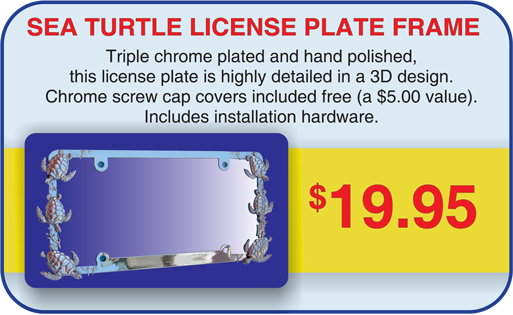 SEA TURTLE LICENSE PLATE FRAME
Triple chrome plated and hand polished,
this license plate is highly detailed in a 3D design.
Chrome screw cap covers included free (a $5.00 value).
Includes installation hardware.
$19.95